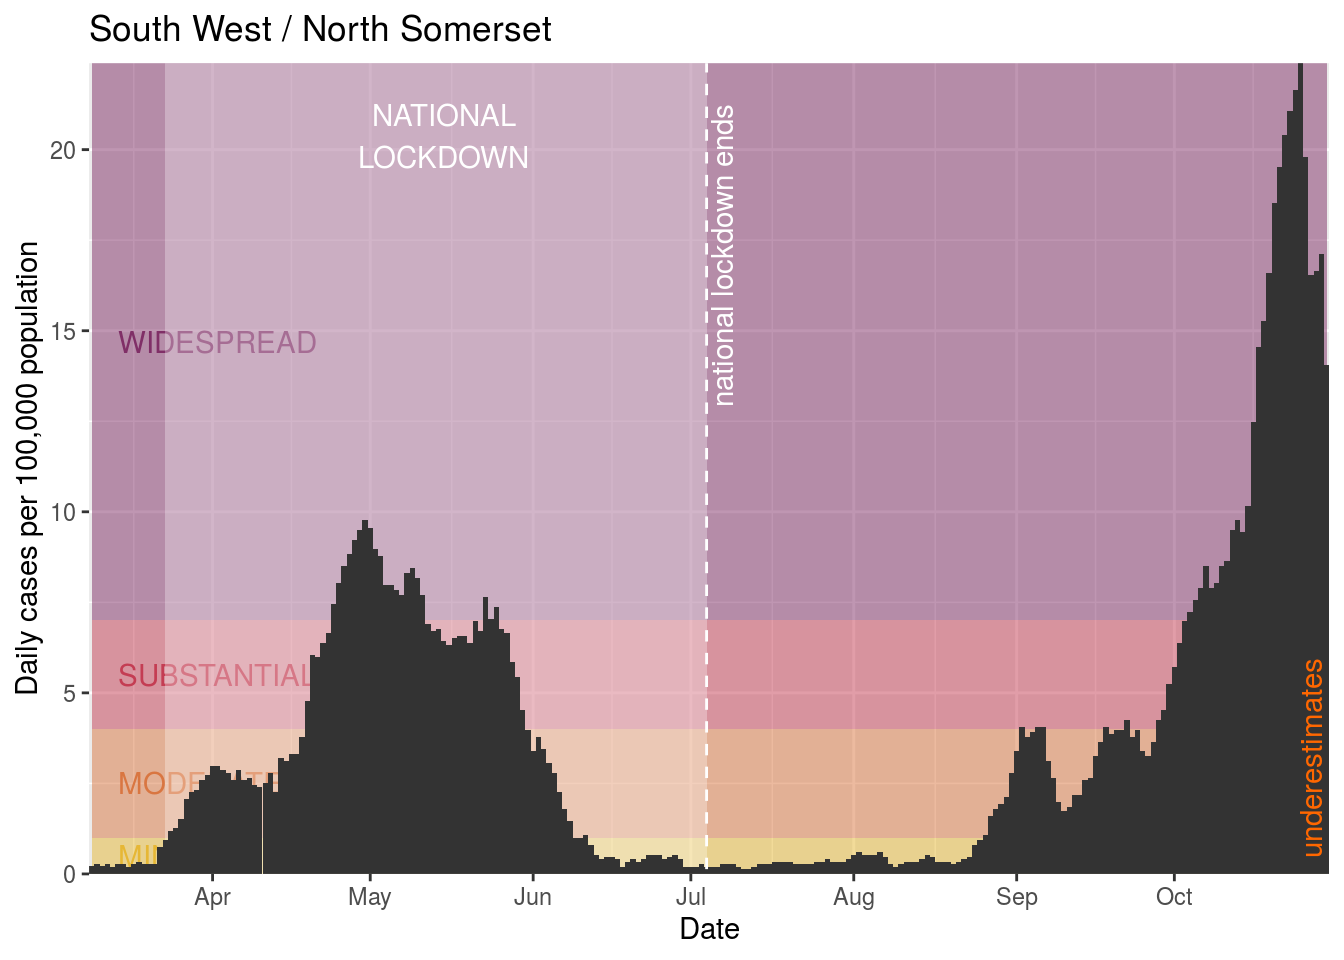 South West / North Somerset
Daily cases per 100,000 population
20
15
10
5
0
NATIONAL
LOCKDOWN
national lockdown ends
WIDESPREAD
SUBSTANTIAL
underestimates
Apr
May
Jun
Jul
Aug
Sep
Oct
Date